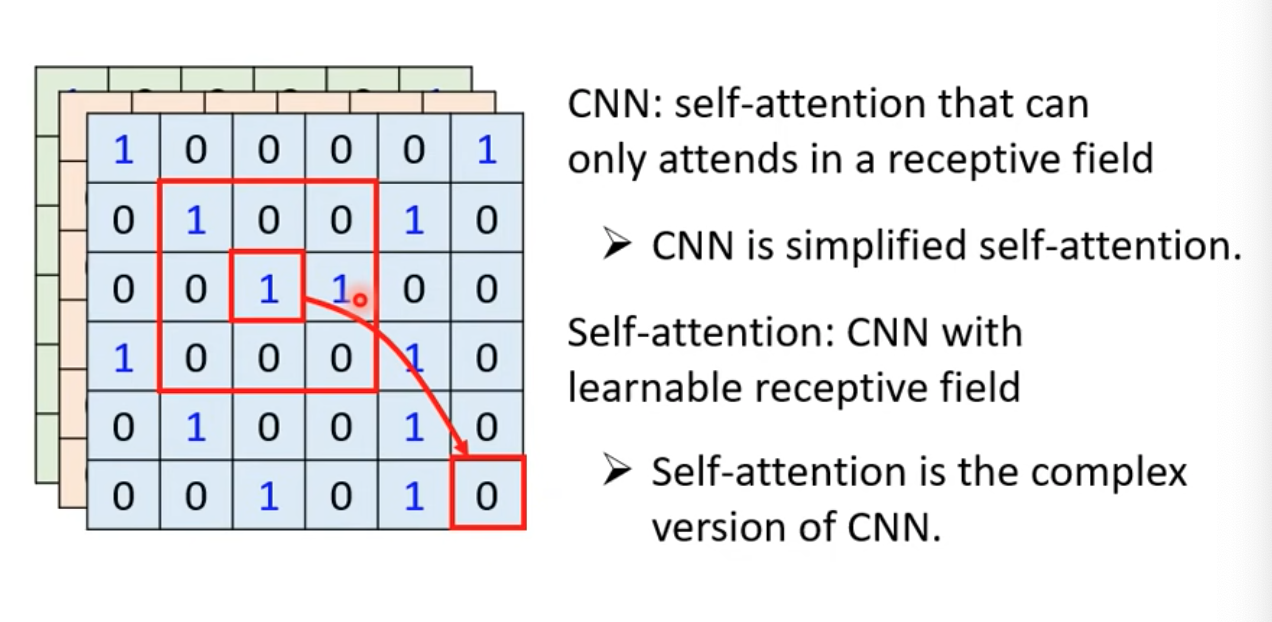 1 0 0 0 0 1
0 1 0 0 1 0
0 0 1 1 0 0
1 0 0 0 1 0
0 1 0 0 1 0
0 0 1 0 1 0
CNN: self-attention that can
only attends in a receptive field
➢ CNN is simplified self-attention.
Self-attention: CNN with
learnable receptive field
➢ Self-attention is the complex
version of CNN.